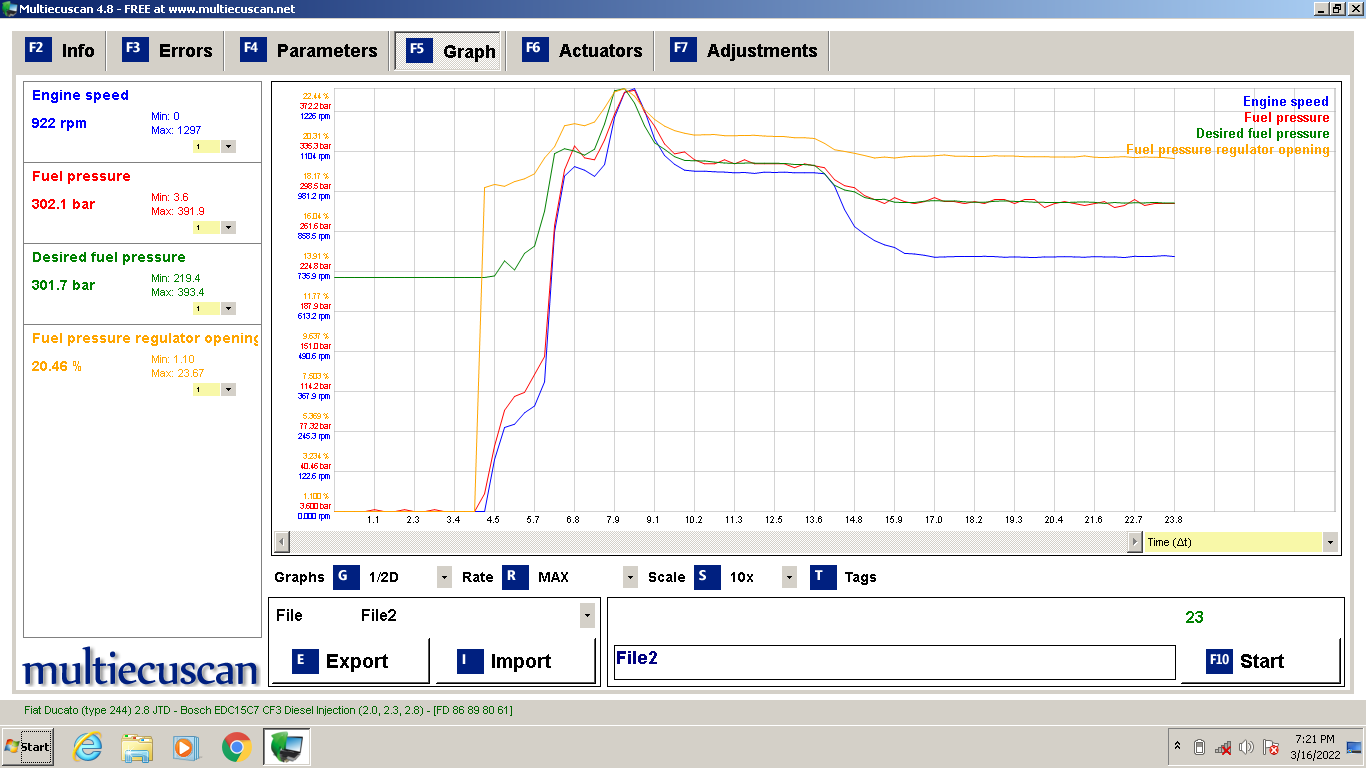 Multiecuscan 4.8 - FREE at www.multiecuscan.net
F2 Info F3 Errors F4 Parameters F5 Graph F6 Actuators F7 Adjustments
Engine speed
922 rpm
Min: 0
Max: 1297
1
Fuel pressure
302.1 bar
Min: 3.6
Max: 391.9
1
Desired fuel pressure
301.7 bar
Min: 219.4
Max: 393.4
1
Fuel pressure regulator opening
20.46 %
Min: 1.10
Max: 23.67
1
multiecuscan
22.44 %
372.2 bar
1226 rpm
20.31 %
335.3 bar
1104 rpm
18.17 %
298.5 bar
981.2 rpm
16.04 %
261.6 bar
858.5 rpm
13.91 %
224.8 bar
735.9 rpm
11.77 %
187.9 bar
613.2 rpm
9.637 %
151.0 bar
490.6 rpm
7.503 %
114.2 bar
367.9 rpm
5.369 %
77.32 bar
245.3 rpm
3.234 %
40.46 bar
122.6 rpm
1.100 %
3.600 bar
0.000 rpm
Engine speed
Fuel pressure
Desired fuel pressure
Fuel pressure regulator opening
1.1 2.3 3.4 4.5 5.7 6.8 7.9 9.1 10.2 11.3 12.5 13.6 14.8 15.9 17.0 18.2 19.3 20.4 21.6 22.7 23.8
Time (Δt)
Graphs G 1/2D Rate R MAX Scale S 10x T Tags
File File2
E Export I Import
23
File2
F10 Start
Fiat Ducato (type 244) 2.8 JTD - Bosch EDC15C7 CF3 Diesel Injection (2.0, 2.3, 2.8) - [FD 86 89 80 61]
Start
7:21 PM
3/16/2022